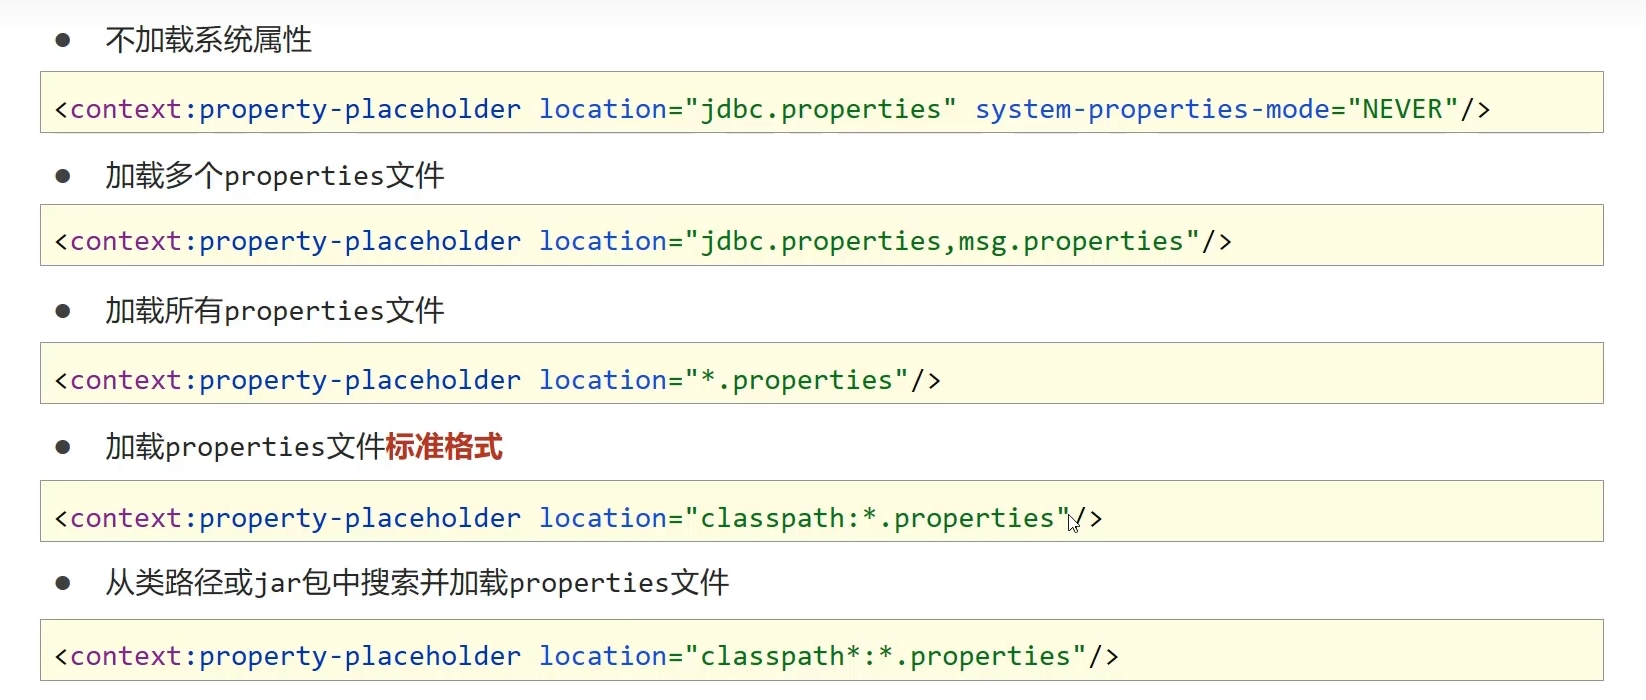 ● 不加载系统属性
<context:property-placeholder location="jdbc.properties" system-properties-mode="NEVER"/>
● 加载多个properties文件
<context:property-placeholder location="jdbc.properties,msg.properties"/>
● 加载所有properties文件
<context:property-placeholder location="*.properties"/>
● 加载properties文件标准格式
<context:property-placeholder location="classpath:*.properties"/>
● 从类路径或jar包中搜索并加载properties文件
<context:property-placeholder location="classpath*:*.properties"/>